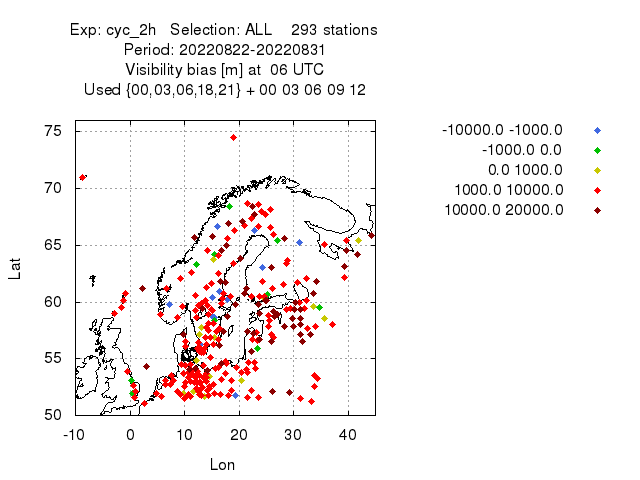 Exp: cyc_2h   Selection: ALL    293 stations
Period: 20220822-20220831
Visibility bias [m] at  06 UTC
Used {00,03,06,18,21} + 00 03 06 09 12
-10000.0 -1000.0
-1000.0 0.0
0.0 1000.0
1000.0 10000.0
10000.0 20000.0
75
70
65
60
55
50
Lat
-10 0 10 20 30 40
Lon